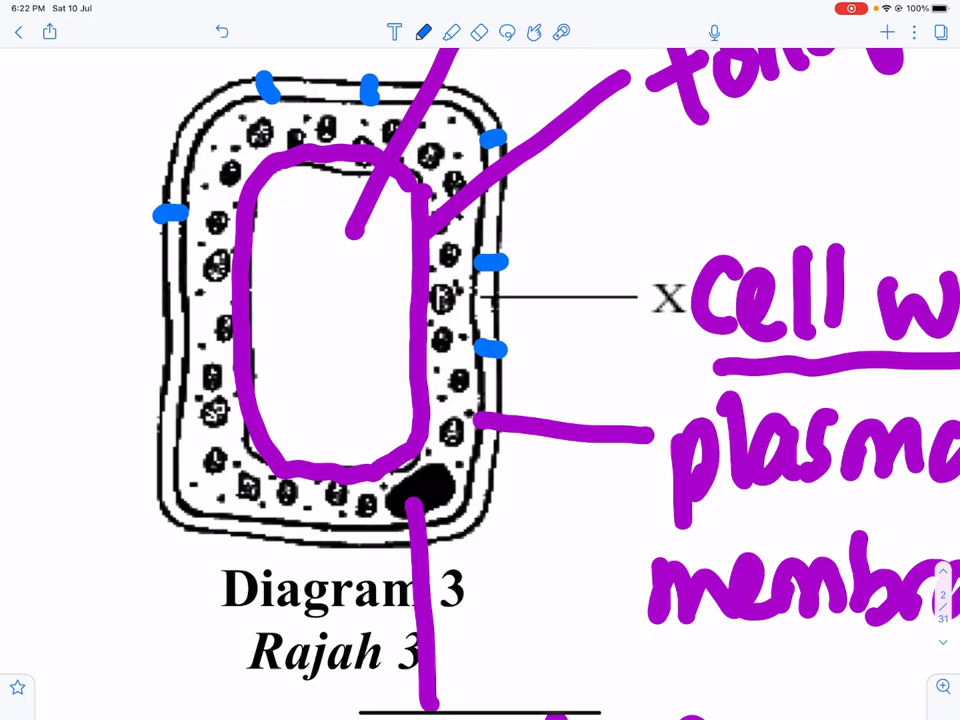 6:22 PM Sat 10 Jul
100%
T
X
cell w
plasma
membr
Diagram 3
Rajah 3
2
/
31